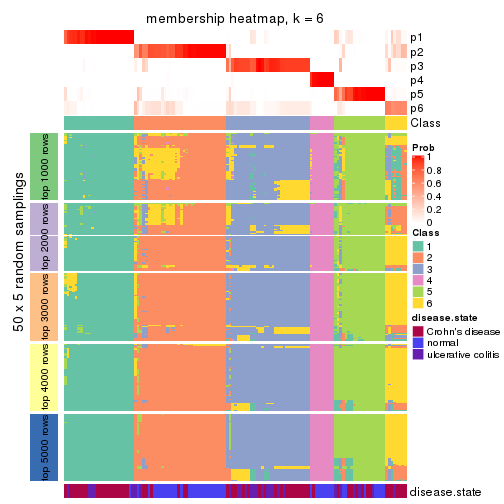 membership heatmap, k = 6
p1
p2
p3
p4
p5
p6
Class
50 x 5 random samplings
top 1000 rows
top 2000 rows
top 3000 rows
top 4000 rows
top 5000 rows
Prob
1
0.8
0.6
0.4
0.2
0
Class
1
2
3
4
5
6
disease.state
Crohn's disease
normal
ulcerative colitis
disease.state